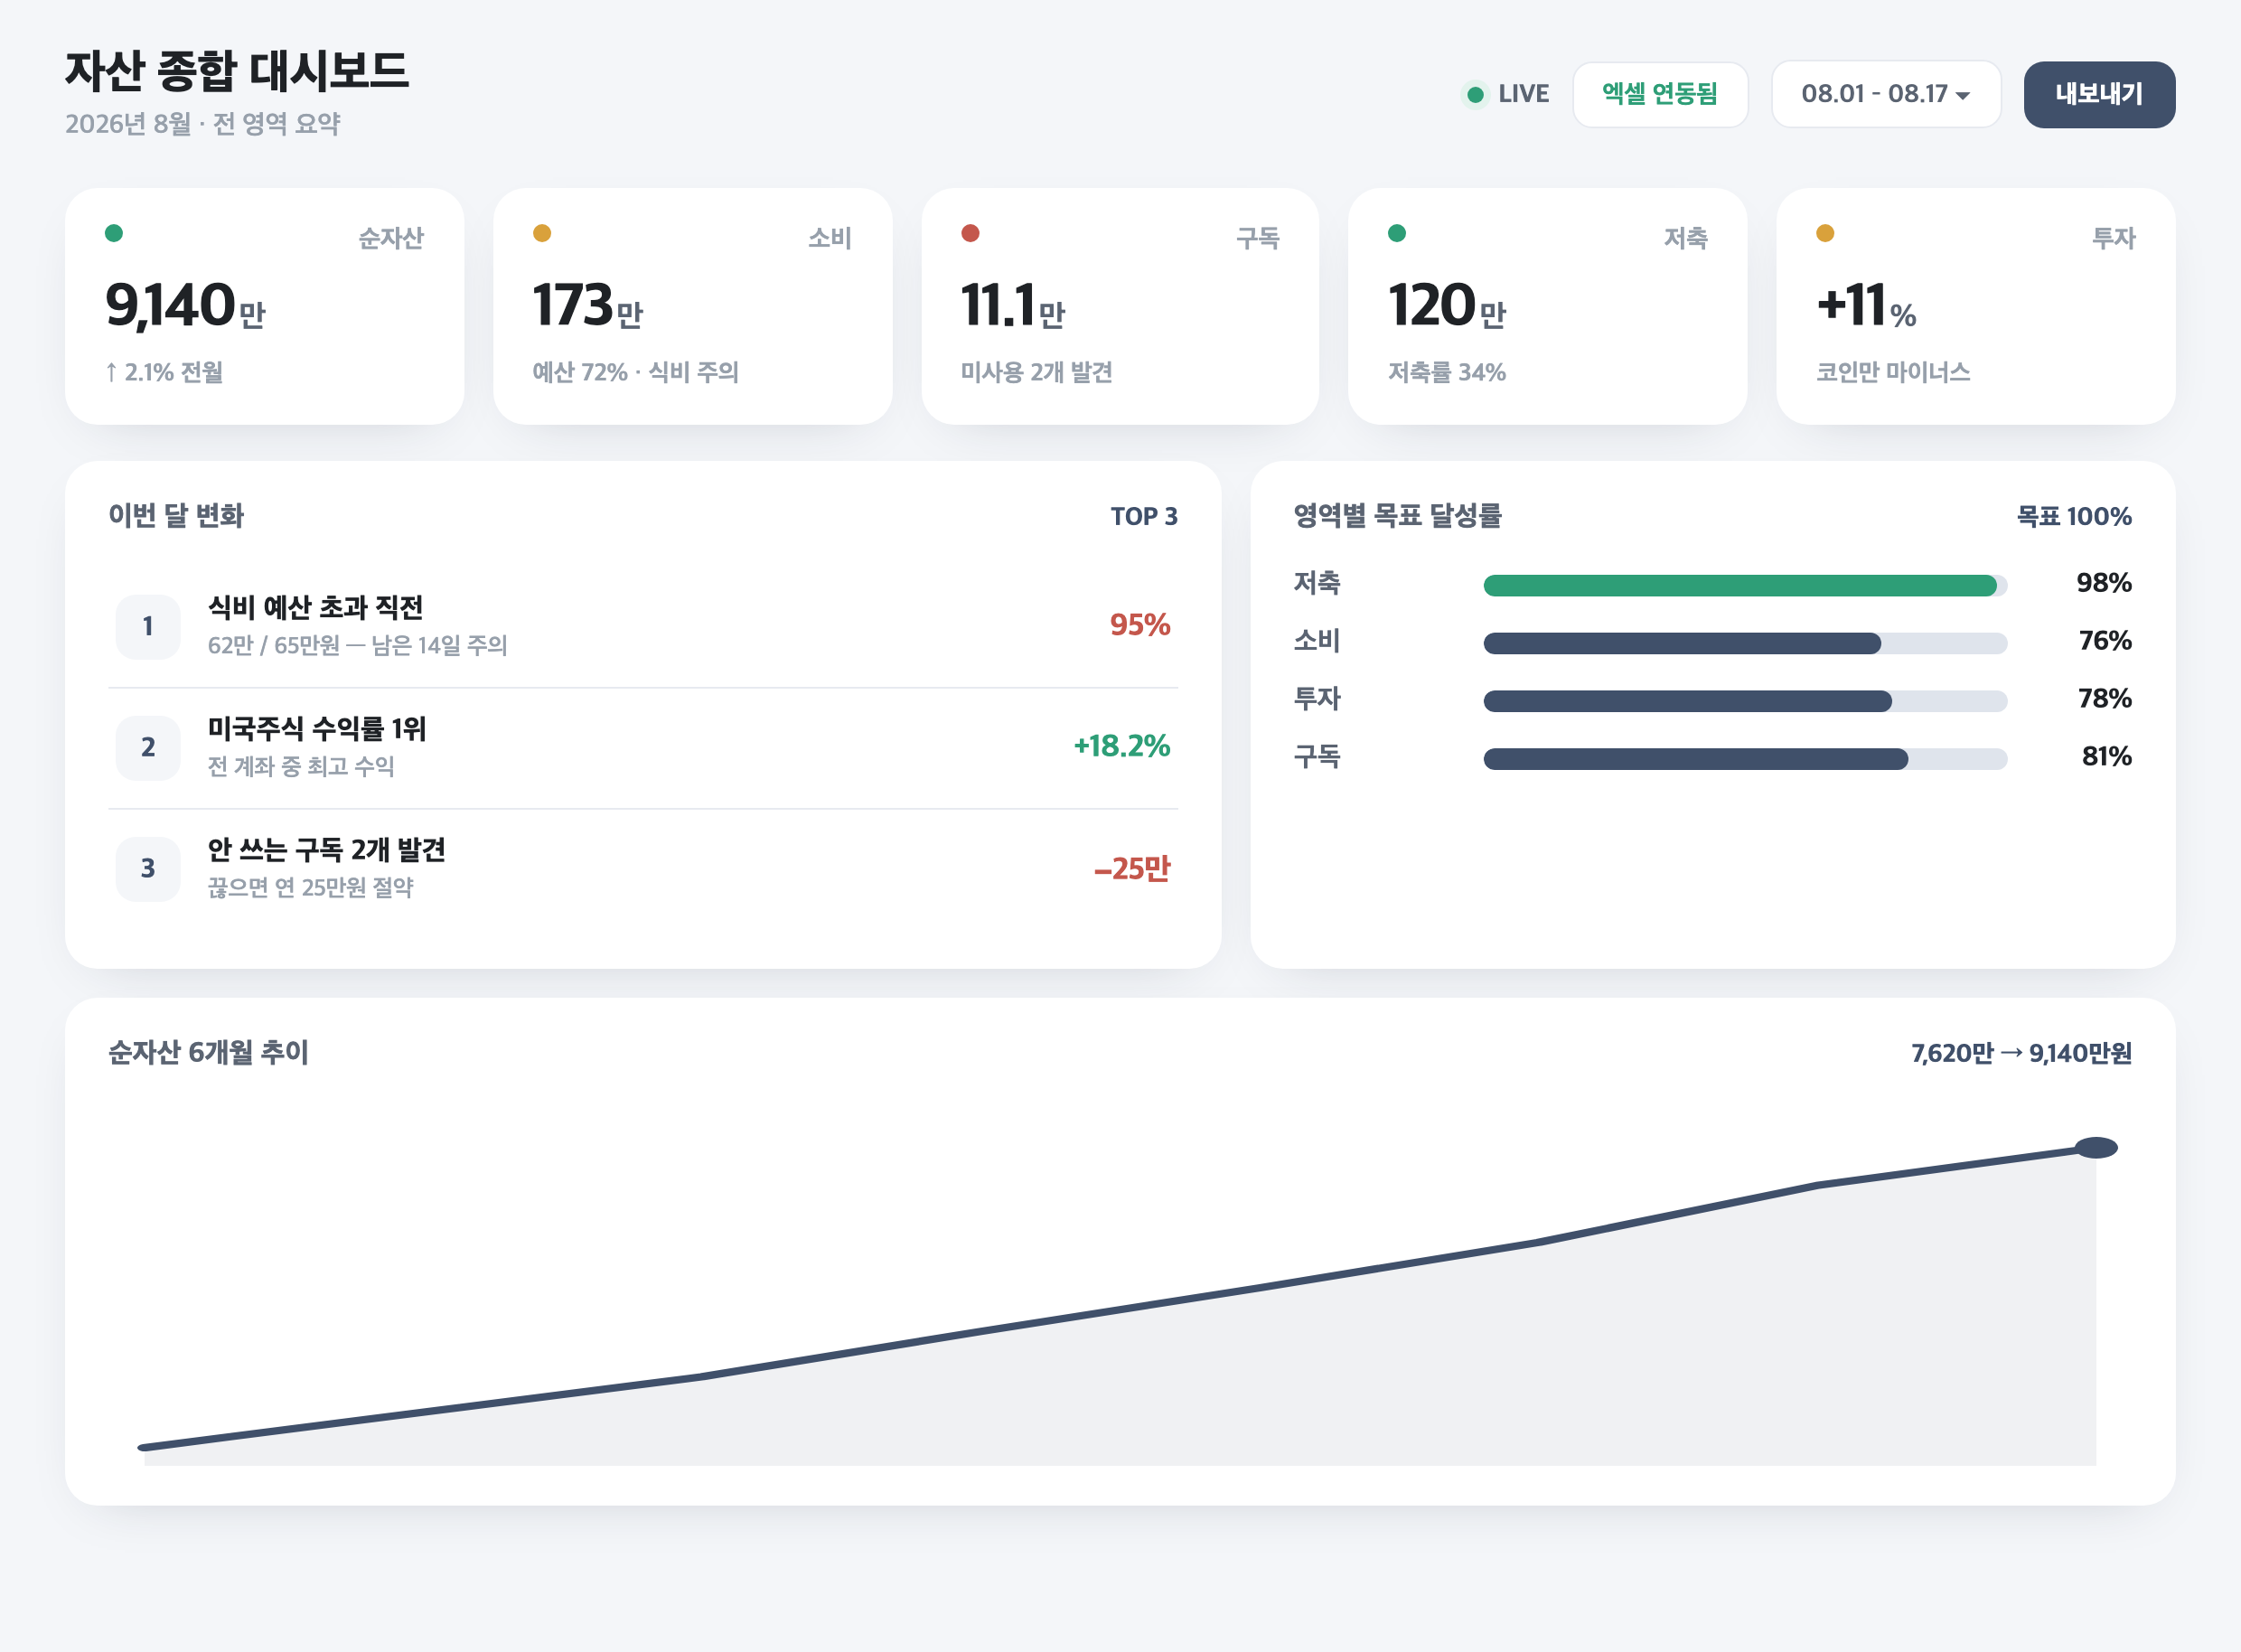 자산 종합 대시보드
2026년 8월 · 전 영역 요약
LIVE
엑셀 연동됨
08.01 - 08.17
내보내기
순자산
9,140만
↑ 2.1% 전월
소비
173만
예산 72% · 식비 주의
구독
11.1만
미사용 2개 발견
저축
120만
저축률 34%
투자
+11%
코인만 마이너스
이번 달 변화
TOP 3
1
식비 예산 초과 직전
62만 / 65만원 — 남은 14일 주의
95%
2
미국주식 수익률 1위
전 계좌 중 최고 수익
+18.2%
3
안 쓰는 구독 2개 발견
끊으면 연 25만원 절약
−25만
영역별 목표 달성률
목표 100%
저축
98%
소비
76%
투자
78%
구독
81%
순자산 6개월 추이
7,620만 → 9,140만원